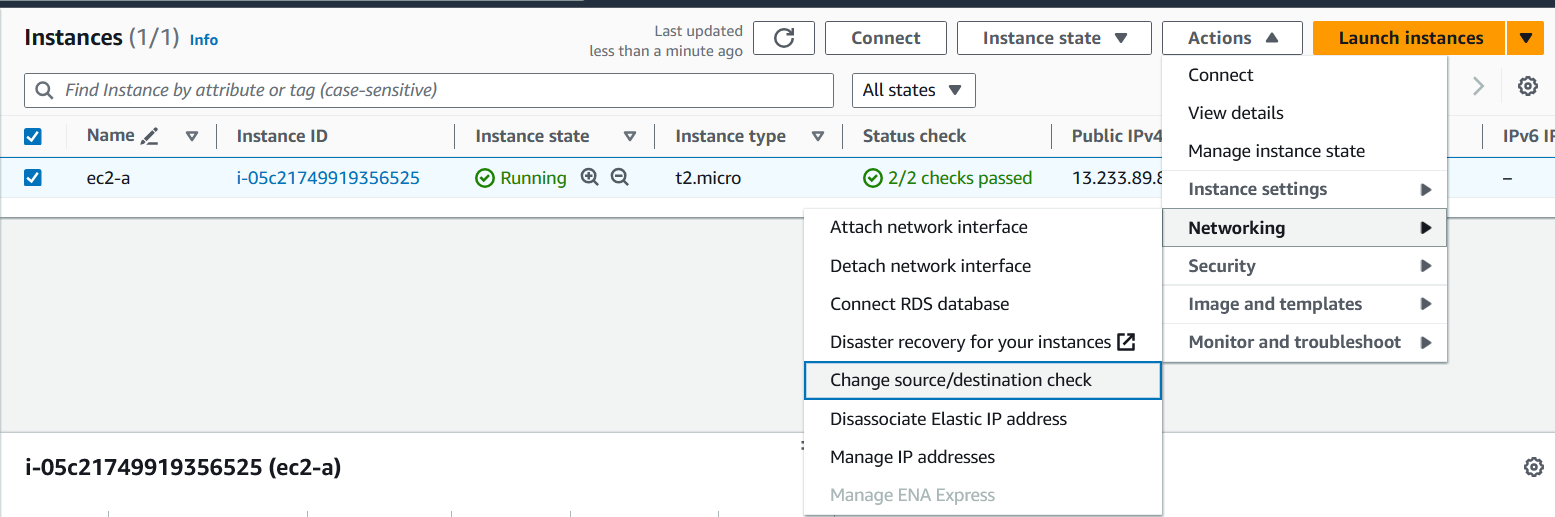 Instances (1/1) Info
Last updated
less than a minute ago
Connect
Instance state
Actions
Launch instances
Find Instance by attribute or tag (case-sensitive)
All states
Connect
View details
Manage instance state
Instance settings
Networking
Security
Image and templates
Monitor and troubleshoot
Name Instance ID Instance state Instance type Status check Public IPv4 IPv6
ec2-a i-05c21749919356525 Running t2.micro 2/2 checks passed 13.233.89. –
Attach network interface
Detach network interface
Connect RDS database
Disaster recovery for your instances
Change source/destination check
Disassociate Elastic IP address
Manage IP addresses
Manage ENA Express
i-05c21749919356525 (ec2-a)